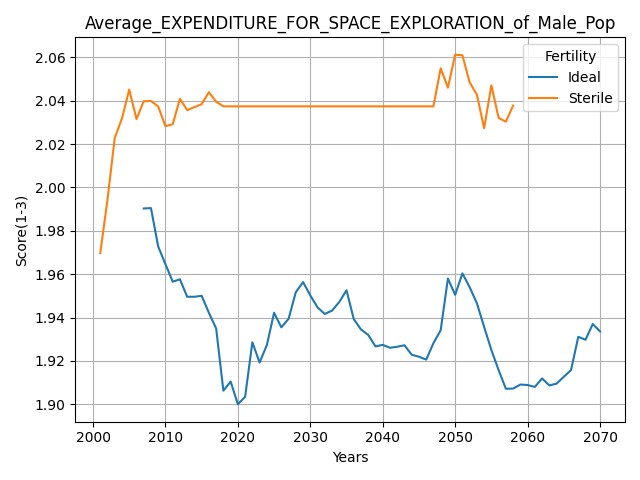 Average_EXPENDITURE_FOR_SPACE_EXPLORATION_of_Male_Pop
Fertility
Ideal
Sterile
Score(1-3)
2.06
2.04
2.02
2.00
1.98
1.96
1.94
1.92
1.90
2000 2010 2020 2030 2040 2050 2060 2070
Years